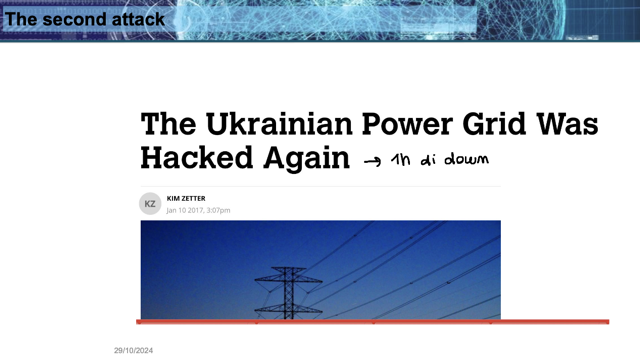 The second attack
The Ukrainian Power Grid Was
Hacked Again → 1h di down
KZ
KIM ZETTER
Jan 10 2017, 3:07pm
29/10/2024